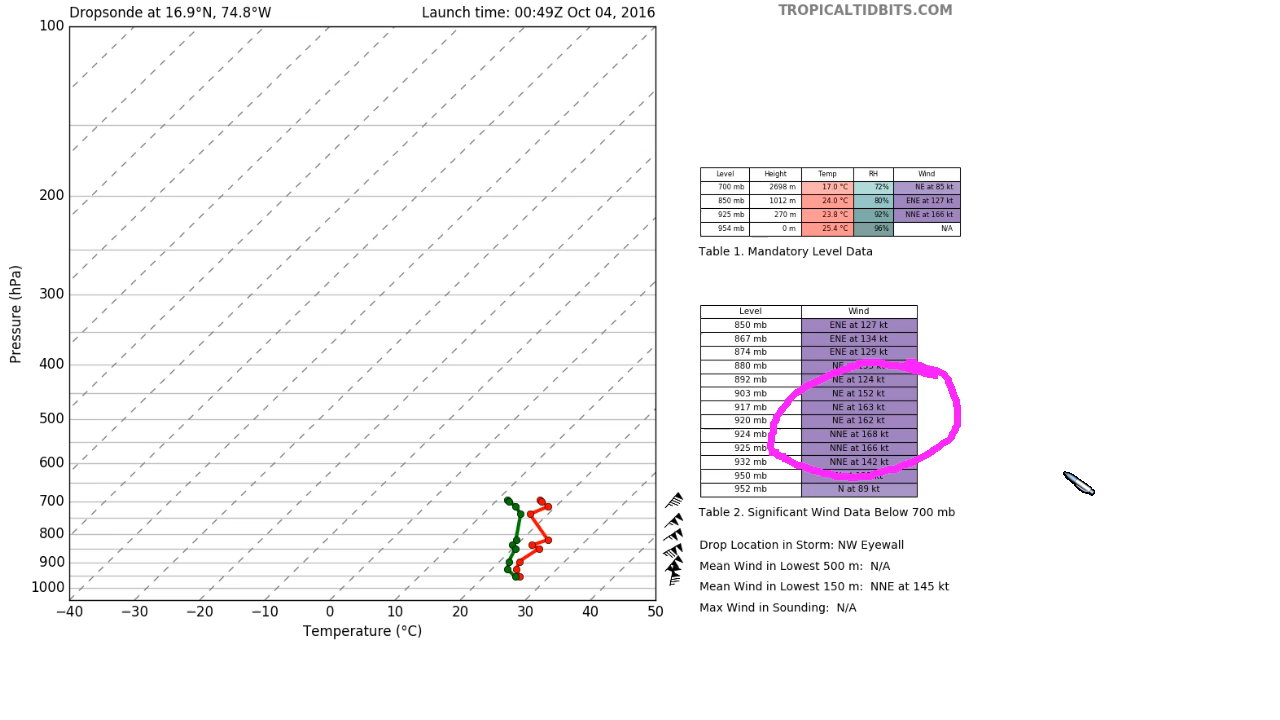 TROPICALTIDBITS.COM
Dropsonde at 16.9°N, 74.8°W Launch time: 00:49Z Oct 04, 2016
100
200
300
400
500
600
700
800
900
1000
Pressure (hPa)
−40 −30 −20 −10 0 10 20 30 40 50
Temperature (°C)
Level Height Temp RH Wind
700 mb 2698 m 17.0 °C 72% NE at 85 kt
850 mb 1012 m 24.0 °C 80% ENE at 127 kt
925 mb 270 m 23.8 °C 92% NNE at 166 kt
954 mb 0 m 25.4 °C 96% N/A
Table 1. Mandatory Level Data
Level Wind
850 mb ENE at 127 kt
867 mb ENE at 134 kt
874 mb ENE at 129 kt
880 mb NE
892 mb NE at 124 kt
903 mb NE at 152 kt
917 mb NE at 163 kt
920 mb NE at 162 kt
924 mb NNE at 168 kt
925 mb NNE at 166 kt
932 mb NNE at 142 kt
950 mb
952 mb N at 89 kt
Table 2. Significant Wind Data Below 700 mb
Drop Location in Storm: NW Eyewall
Mean Wind in Lowest 500 m: N/A
Mean Wind in Lowest 150 m: NNE at 145 kt
Max Wind in Sounding: N/A